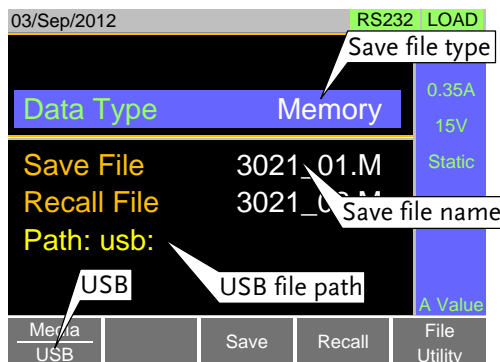 03/Sep/2012 RS232 LOAD
Save file type
Data Type Memory
0.35A
15V
Static
Save File 3021_01.M
Recall File
Save file name
Path: usb:
USB
USB file path
A Value
Media
USB
Save
Recall
File
Utility